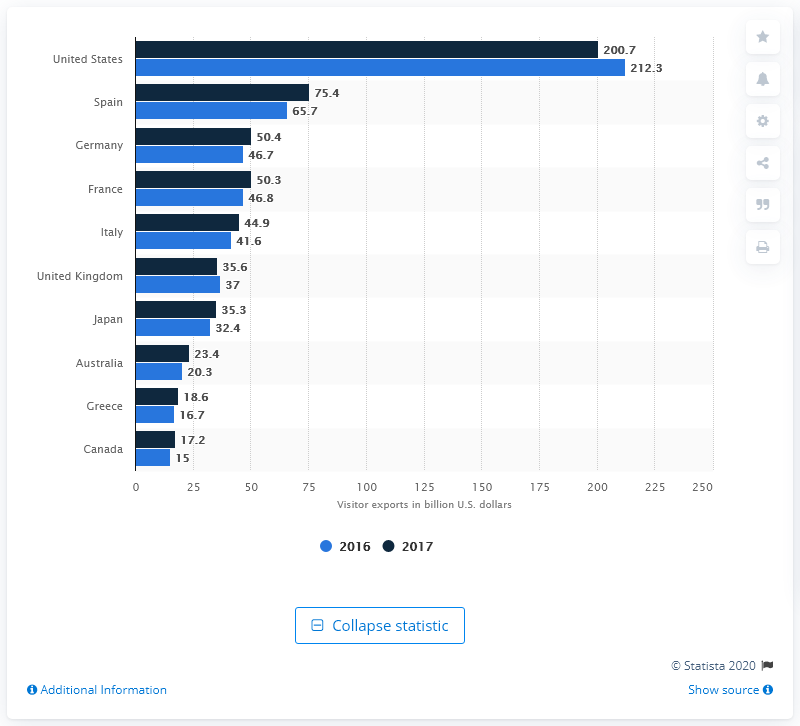 United States
200.7
212.3
Spain
75.4
65.7
Germany
50.4
46.7
France
50.3
46.8
Italy
44.9
41.6
United Kingdom
35.6
37
Japan
35.3
32.4
Australia
23.4
20.3
Greece
18.6
16.7
Canada
17.2
15
0 25 50 75 100 125 150 175 200 225 250
Visitor exports in billion U.S. dollars
2016 2017
Collapse statistic
© Statista 2020
Additional Information Show source